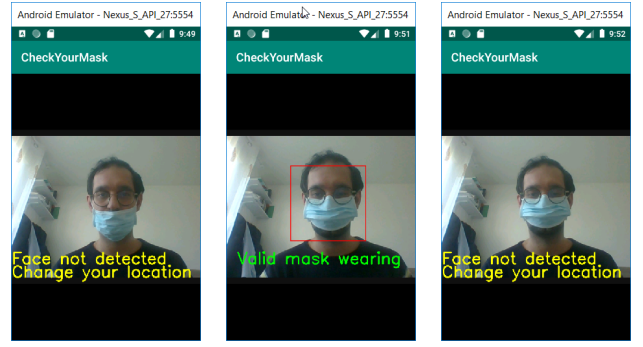 Android Emulator - Nexus_S_API_27:5554
9:49
CheckYourMask
Face not detected.
Change your location
Android Emulator - Nexus_S_API_27:5554
9:51
CheckYourMask
Valid mask wearing
Android Emulator - Nexus_S_API_27:5554
9:52
CheckYourMask
Face not detected.
Change your location